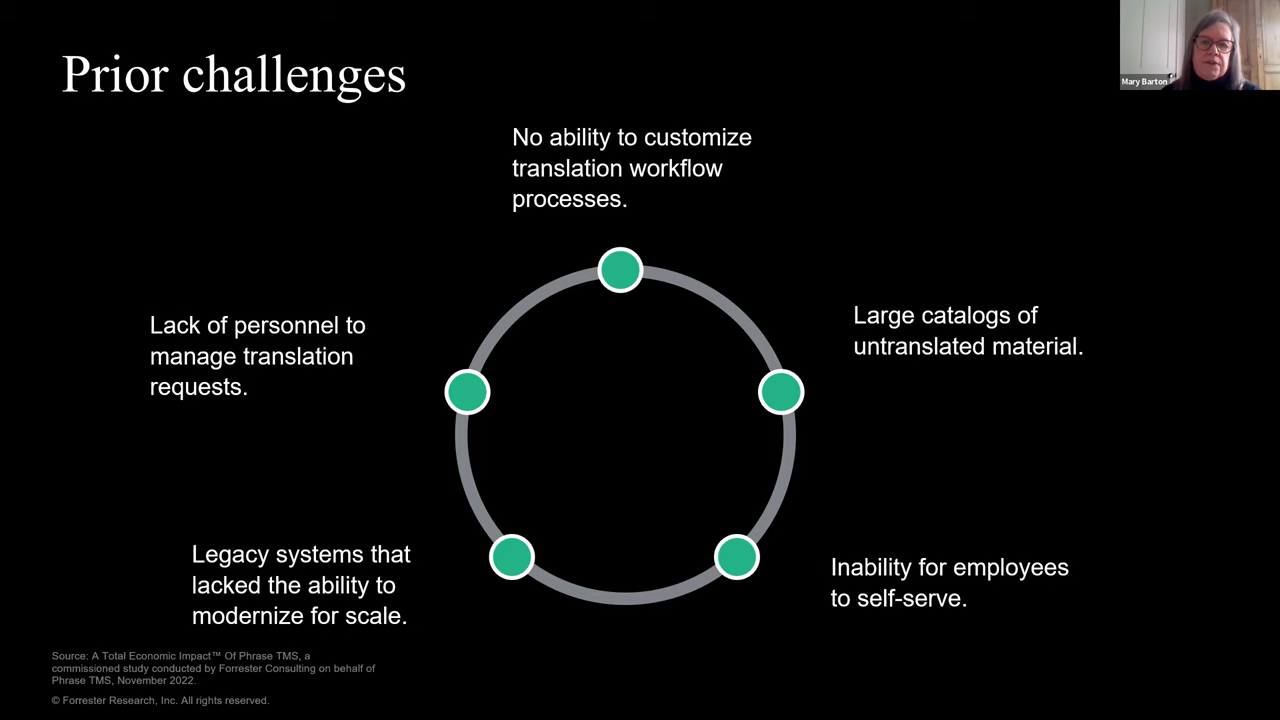 Prior challenges
Mary Barton
No ability to customize
translation workflow
processes.
Large catalogs of
untranslated material.
Inability for employees
to self-serve.
Legacy systems that
lacked the ability to
modernize for scale.
Lack of personnel to
manage translation
requests.
Source: A Total Economic Impact™ Of Phrase TMS, a
commissioned study conducted by Forrester Consulting on behalf of
Phrase TMS, November 2022.
© Forrester Research, Inc. All rights reserved.